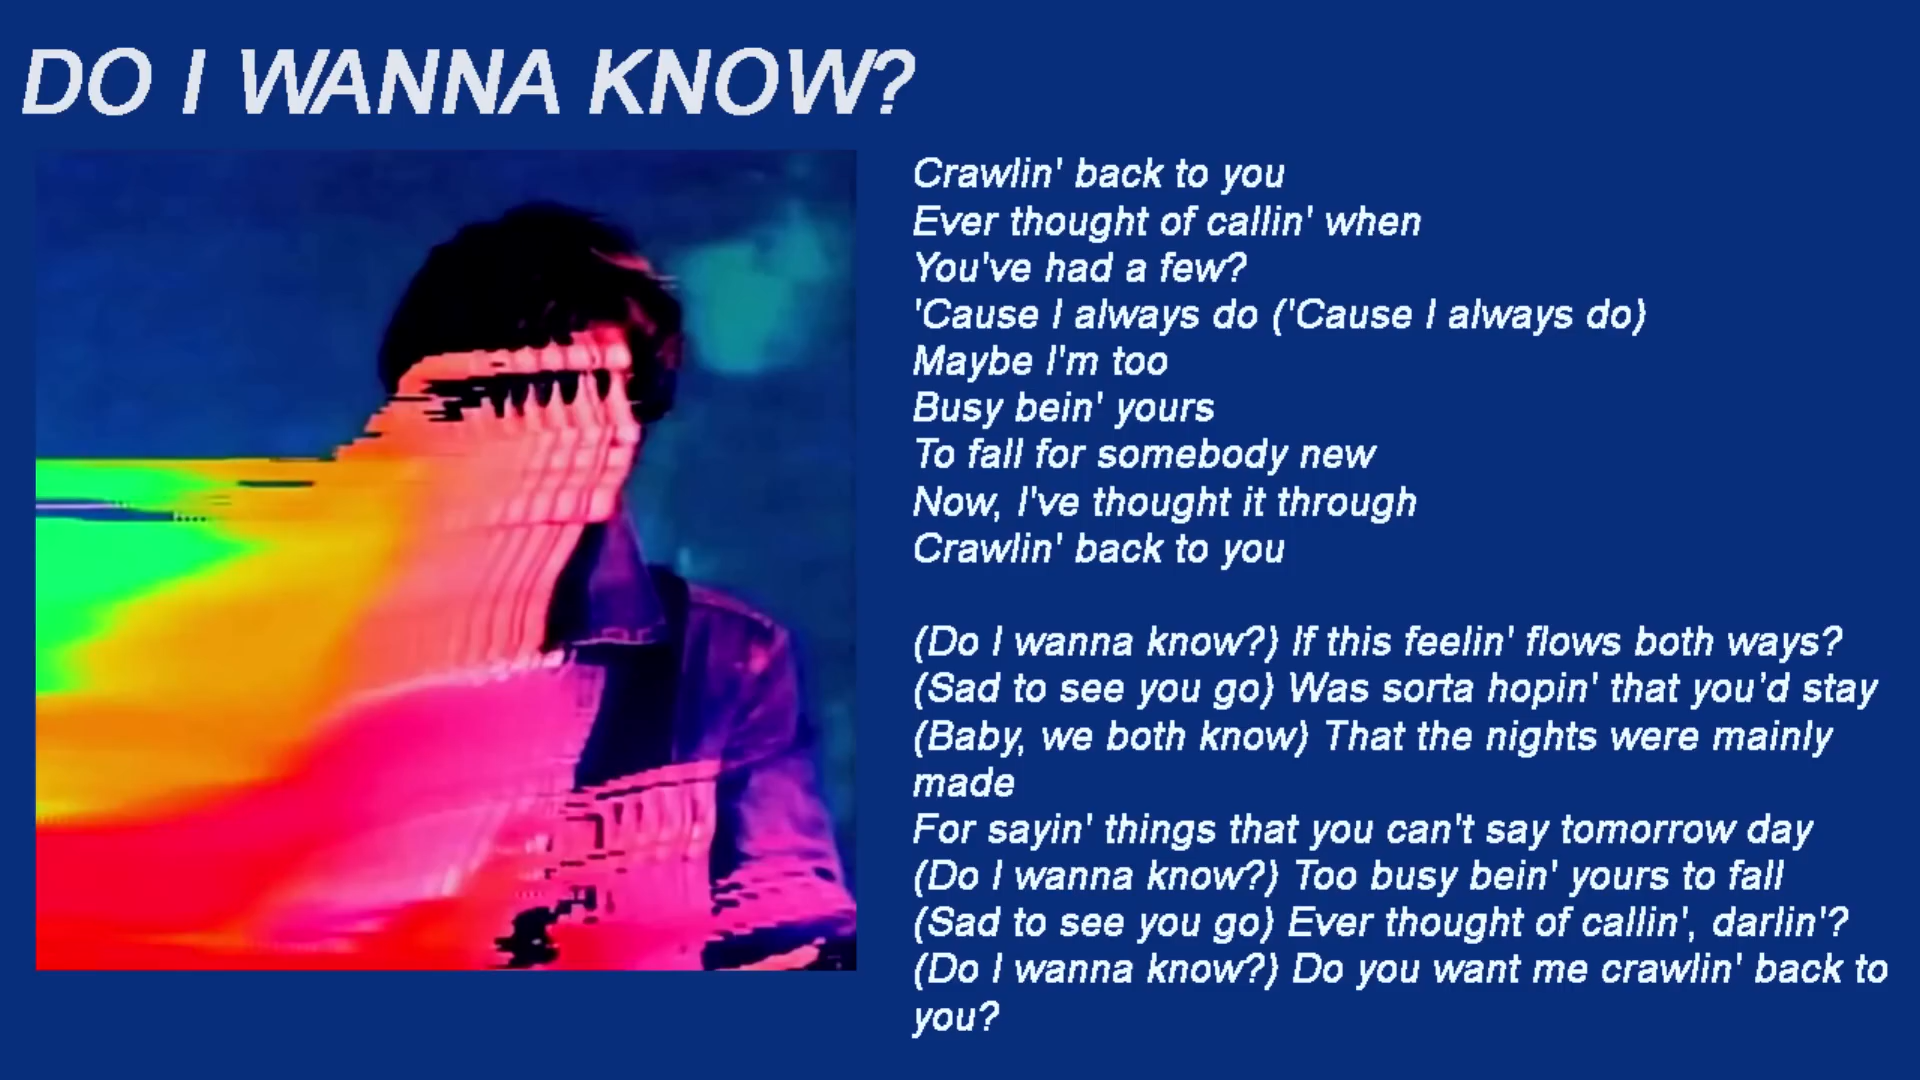 DO I WANNA KNOW?
Crawlin' back to you
Ever thought of callin' when
You've had a few?
'Cause I always do ('Cause I always do)
Maybe I'm too
Busy bein' yours
To fall for somebody new
Now, I've thought it through
Crawlin' back to you
(Do I wanna know?) If this feelin' flows both ways?
(Sad to see you go) Was sorta hopin' that you'd stay
(Baby, we both know) That the nights were mainly
made
For sayin' things that you can't say tomorrow day
(Do I wanna know?) Too busy bein' yours to fall
(Sad to see you go) Ever thought of callin', darlin'?
(Do I wanna know?) Do you want me crawlin' back to
you?